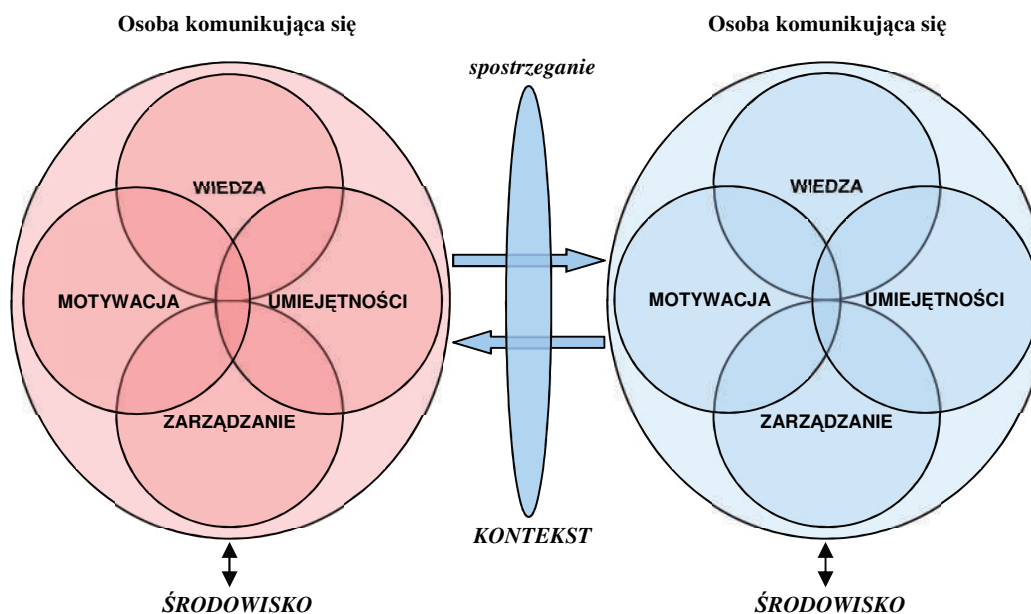 Osoba komunikująca się
Osoba komunikująca się
spostrzeganie
WIEDZA
WIEDZA
MOTYWACJA
UMIEJĘTNOŚCI
MOTYWACJA
UMIEJĘTNOŚCI
ZARZĄDZANIE
ZARZĄDZANIE
KONTEKST
ŚRODOWISKO
ŚRODOWISKO